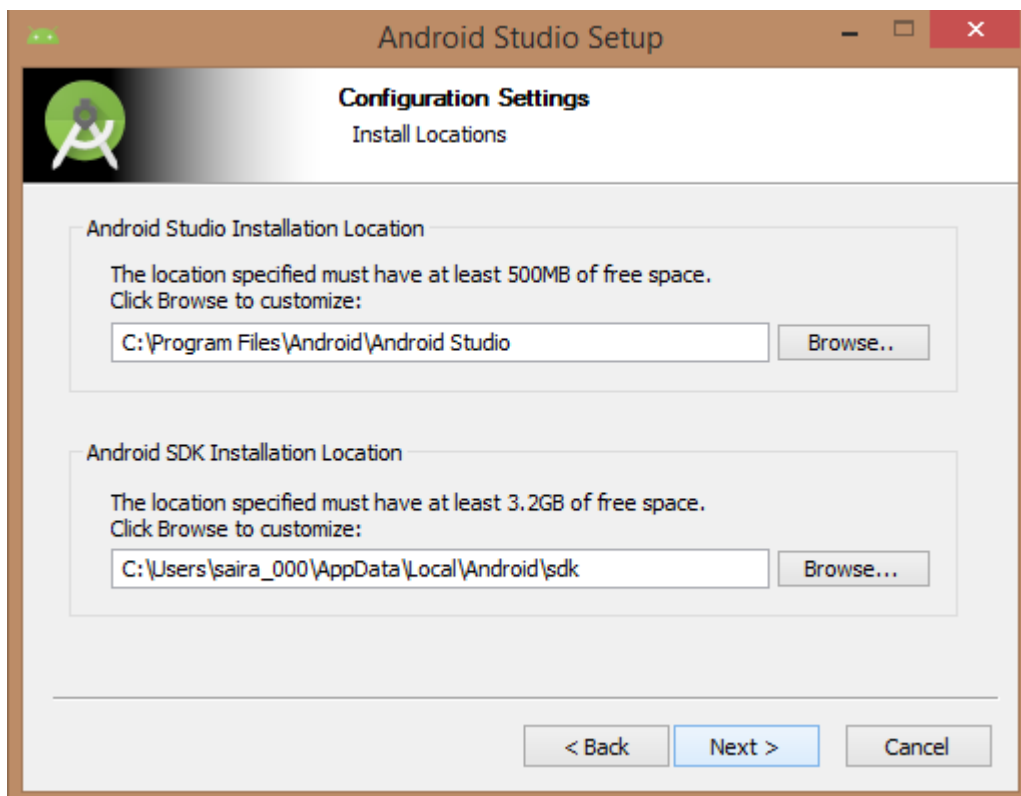 Android Studio Setup
Configuration Settings
Install Locations
Android Studio Installation Location
The location specified must have at least 500MB of free space.
Click Browse to customize:
C:\Program Files\Android\Android Studio
Browse..
Android SDK Installation Location
The location specified must have at least 3.2GB of free space.
Click Browse to customize:
C:\Users\saira_000\AppData\Local\Android\sdk
Browse...
< Back
Next >
Cancel